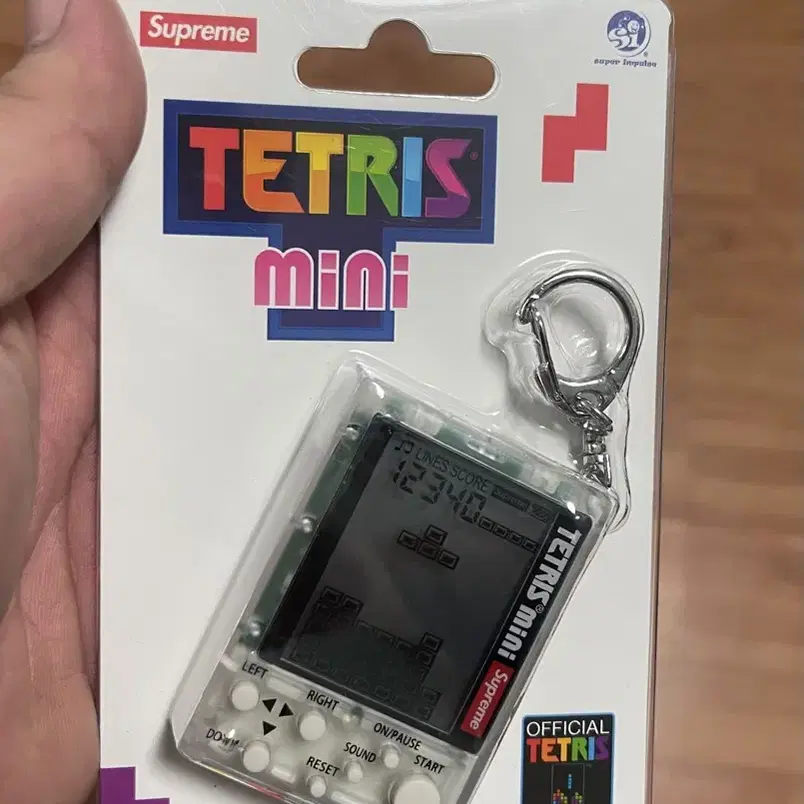 Supreme
super impulse
TETRIS
mini
LINES SCORE
12340
TETRIS® mini
Supreme
LEFT
RIGHT
DOWN
ON/PAUSE
SOUND
START
RESET
OFFICIAL
TETRIS